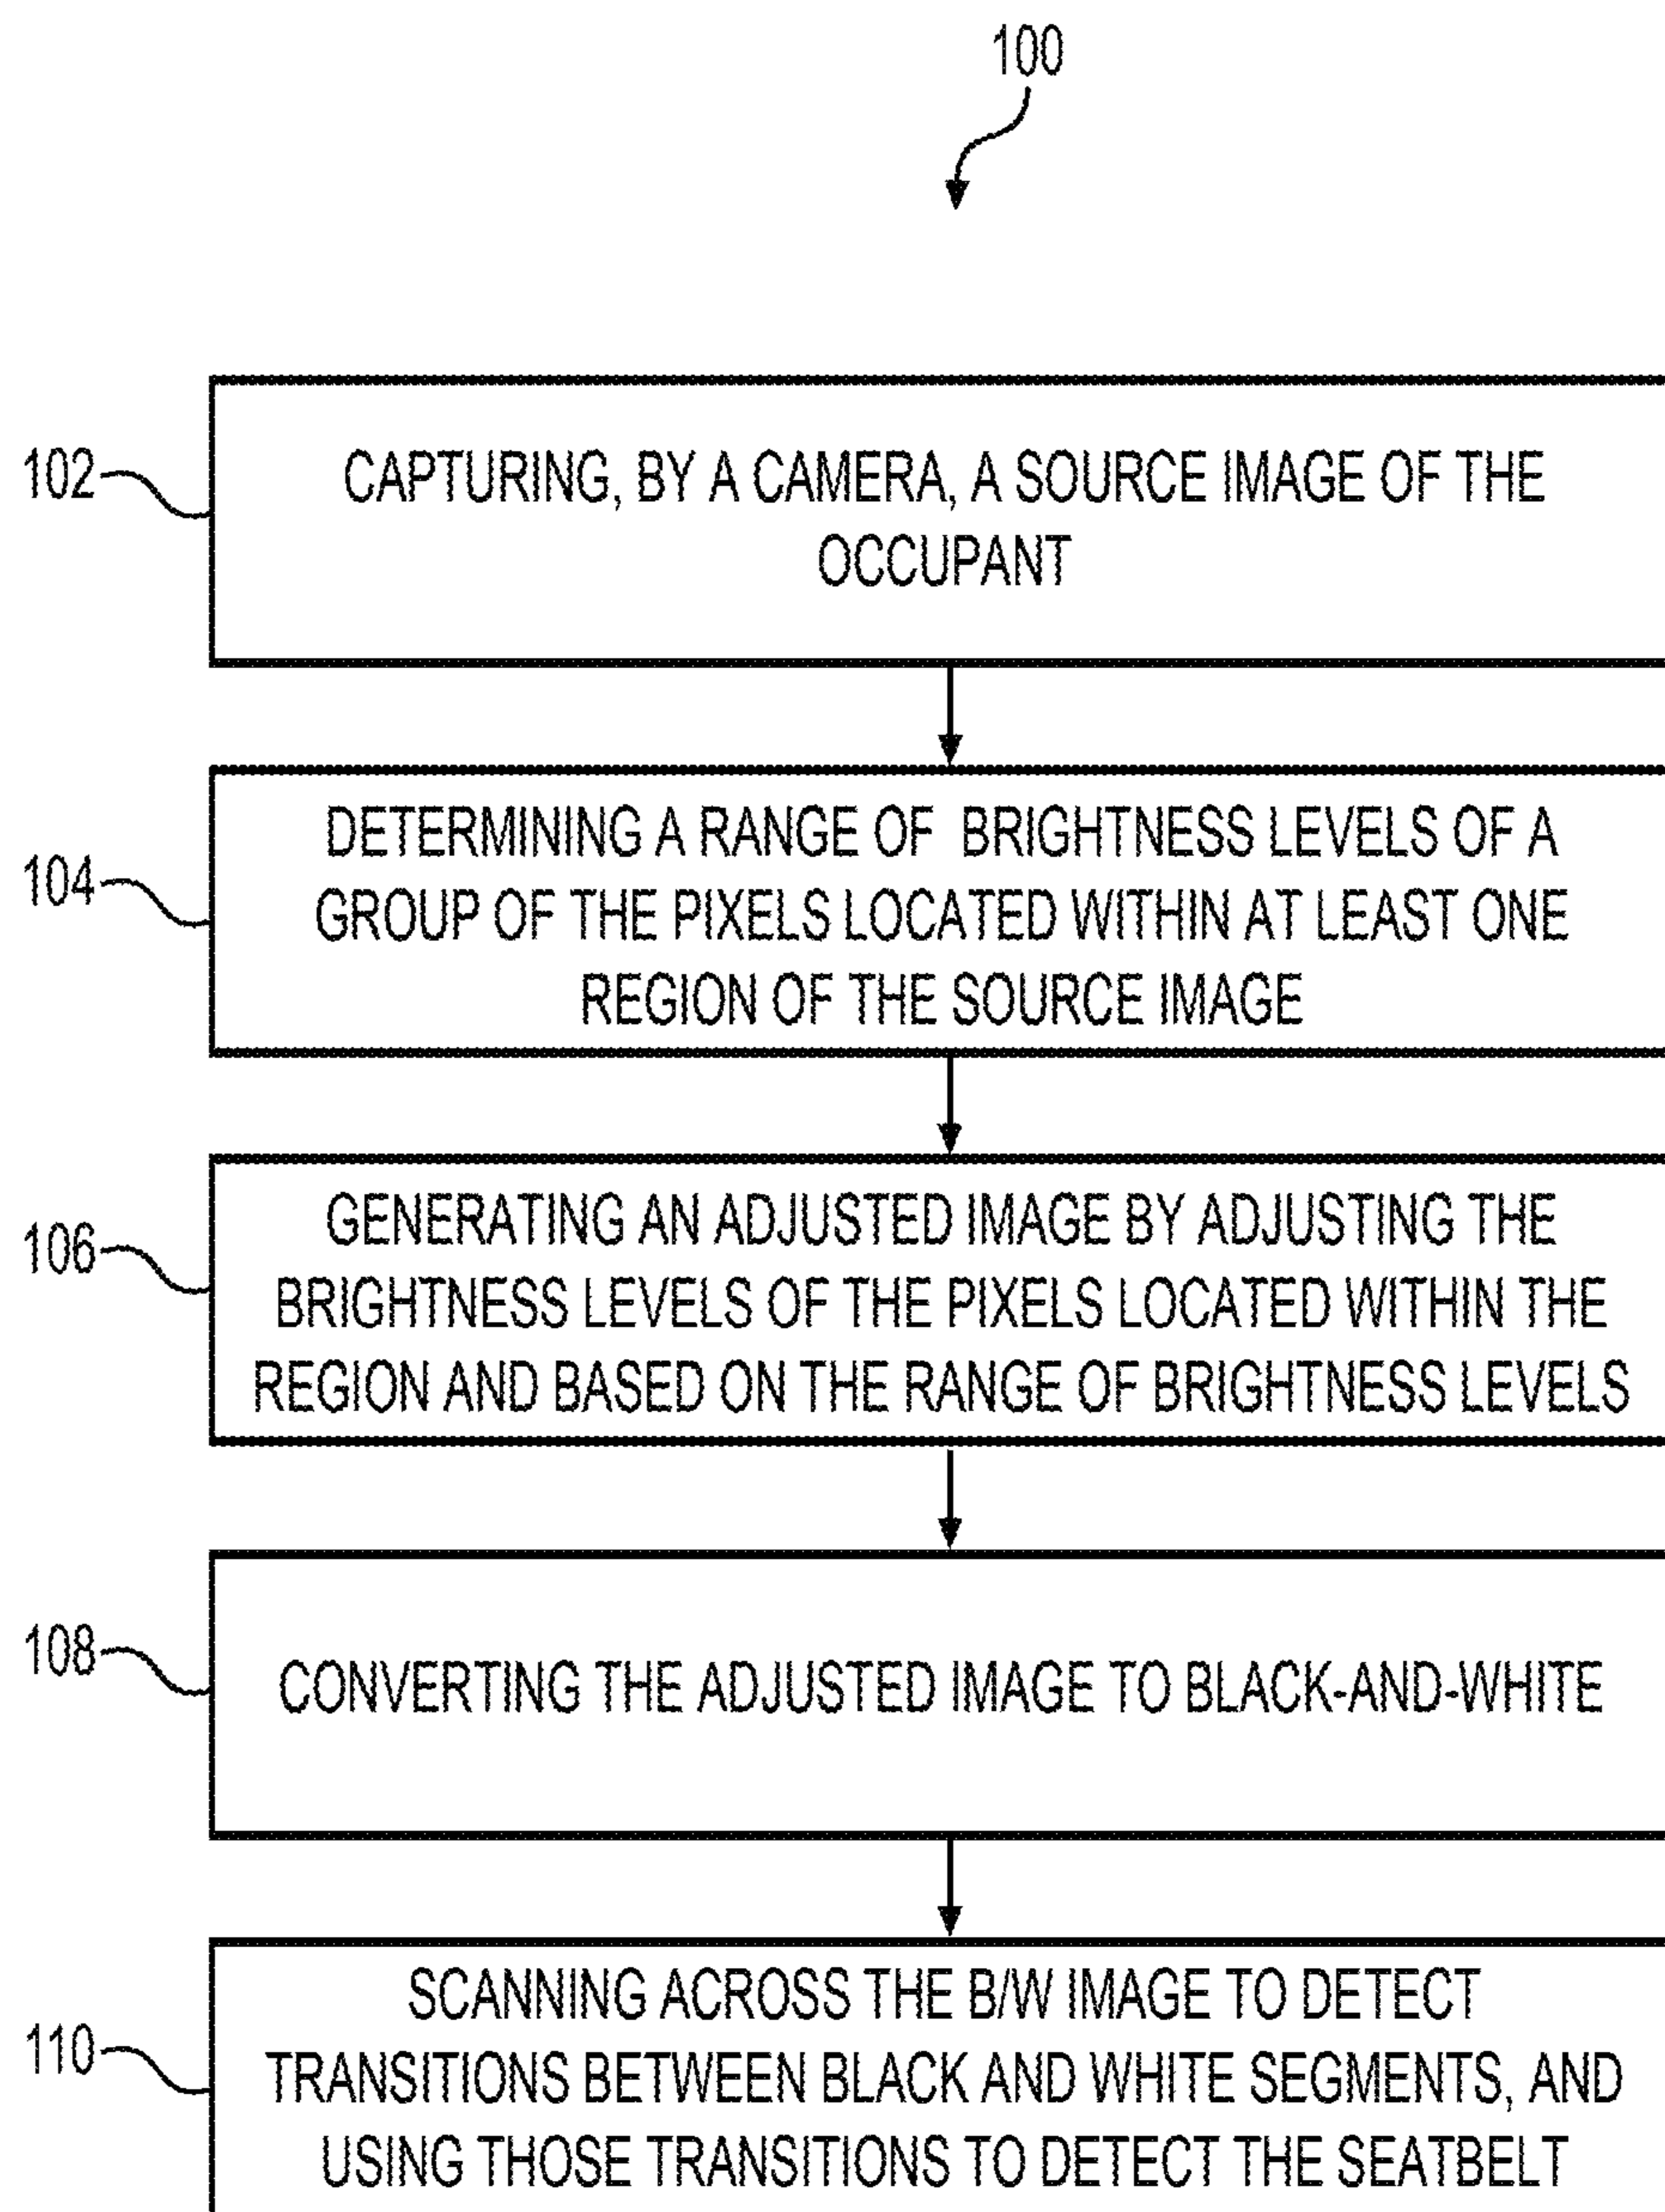 100
102
CAPTURING, BY A CAMERA, A SOURCE IMAGE OF THE
OCCUPANT
104
DETERMINING A RANGE OF BRIGHTNESS LEVELS OF A
GROUP OF THE PIXELS LOCATED WITHIN AT LEAST ONE
REGION OF THE SOURCE IMAGE
106
GENERATING AN ADJUSTED IMAGE BY ADJUSTING THE
BRIGHTNESS LEVELS OF THE PIXELS LOCATED WITHIN THE
REGION AND BASED ON THE RANGE OF BRIGHTNESS LEVELS
108
CONVERTING THE ADJUSTED IMAGE TO BLACK-AND-WHITE
110
SCANNING ACROSS THE B/W IMAGE TO DETECT
TRANSITIONS BETWEEN BLACK AND WHITE SEGMENTS, AND
USING THOSE TRANSITIONS TO DETECT THE SEATBELT